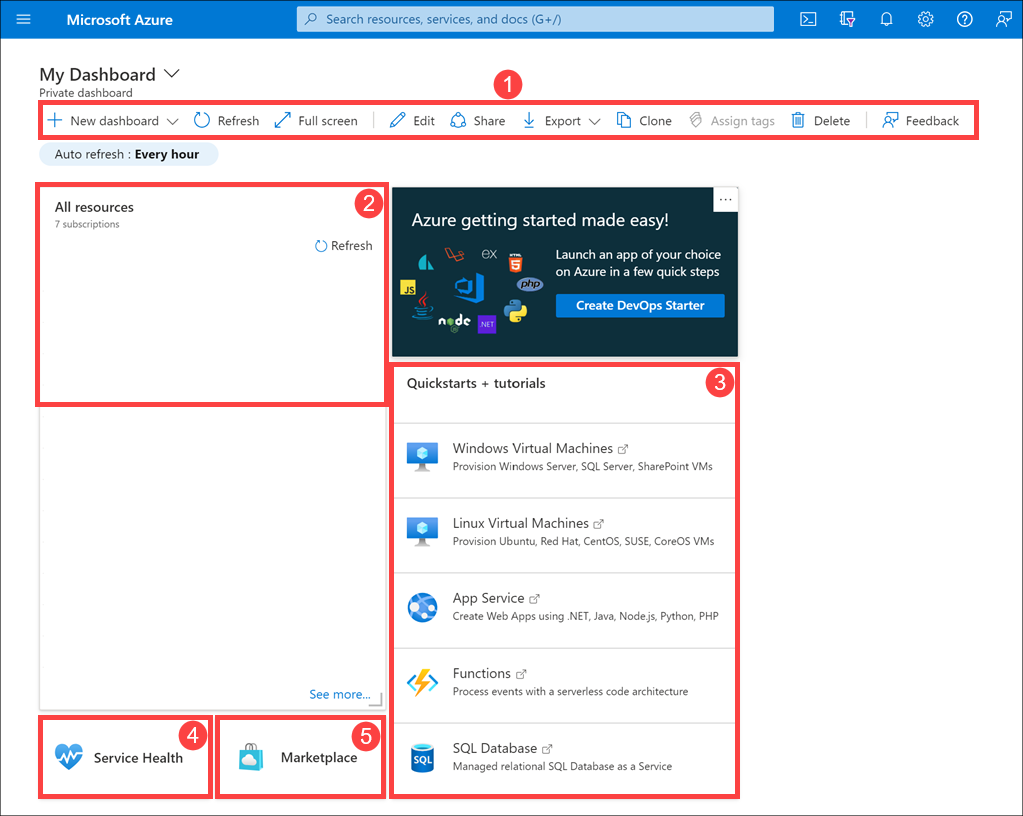 Microsoft Azure
Search resources, services, and docs (G+/)
My Dashboard
Private dashboard
1
New dashboard Refresh Full screen Edit Share Export Clone Assign tags Delete Feedback
Auto refresh : Every hour
All resources
2
7 subscriptions
Refresh
See more...
Azure getting started made easy!
...
Launch an app of your choice
on Azure in a few quick steps
Create DevOps Starter
ex
HTML
5
JS
php
node
.NET
Quickstarts + tutorials
3
Windows Virtual Machines
Provision Windows Server, SQL Server, SharePoint VMs
Linux Virtual Machines
Provision Ubuntu, Red Hat, CentOS, SUSE, CoreOS VMs
App Service
Create Web Apps using .NET, Java, Node.js, Python, PHP
Functions
Process events with a serverless code architecture
SQL
SQL Database
Managed relational SQL Database as a Service
4
Service Health
5
Marketplace